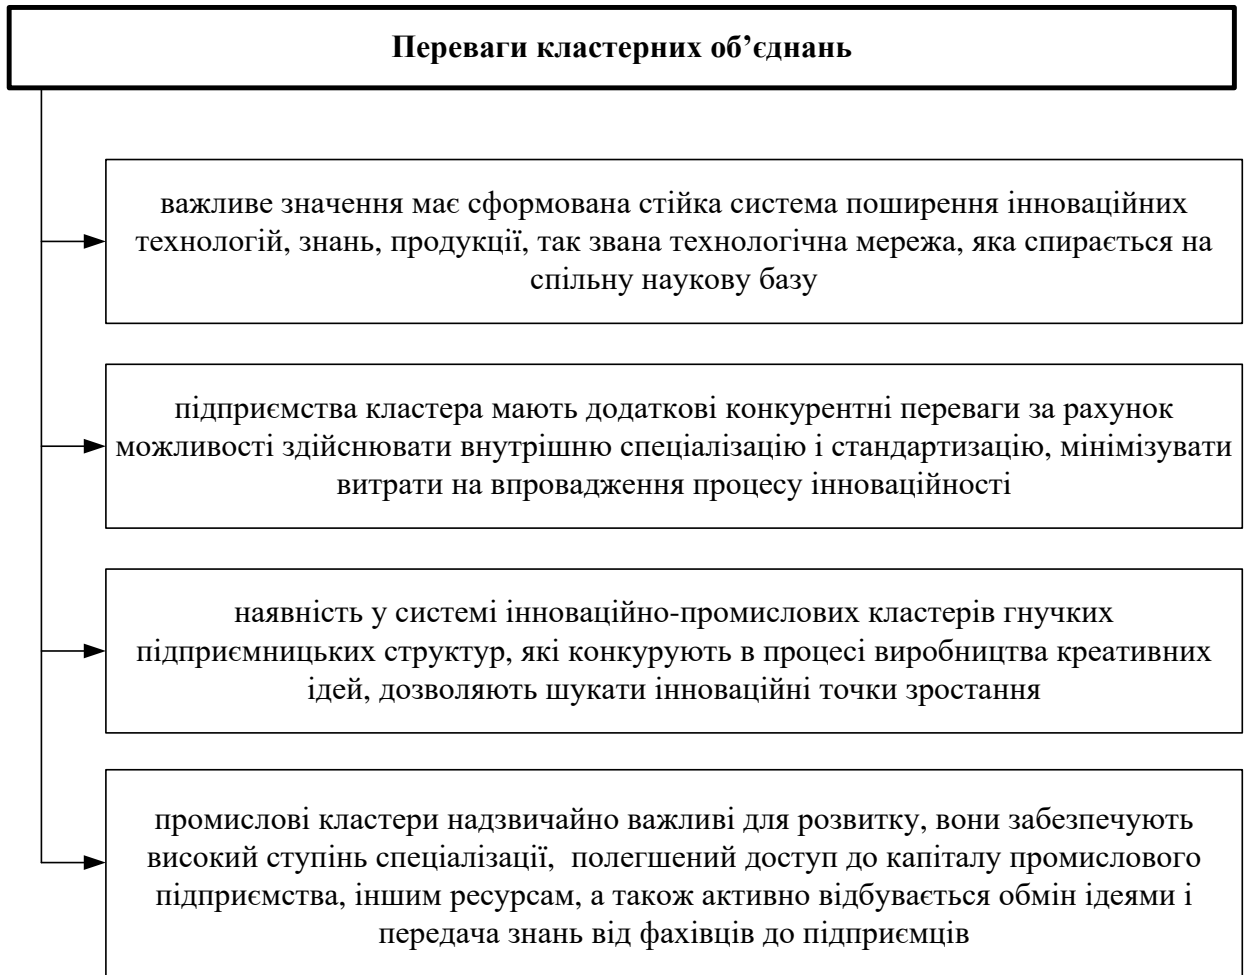 Переваги кластерних об’єднань
важливе значення має сформована стійка система поширення інноваційних
технологій, знань, продукції, так звана технологічна мережа, яка спирається на
спільну наукову базу
підприємства кластера мають додаткові конкурентні переваги за рахунок
можливості здійснювати внутрішню спеціалізацію і стандартизацію, мінімізувати
витрати на впровадження процесу інноваційності
наявність у системі інноваційно-промислових кластерів гнучких
підприємницьких структур, які конкурують в процесі виробництва креативних
ідей, дозволяють шукати інноваційні точки зростання
промислові кластери надзвичайно важливі для розвитку, вони забезпечують
високий ступінь спеціалізації, полегшений доступ до капіталу промислового
підприємства, іншим ресурсам, а також активно відбувається обмін ідеями і
передача знань від фахівців до підприємців